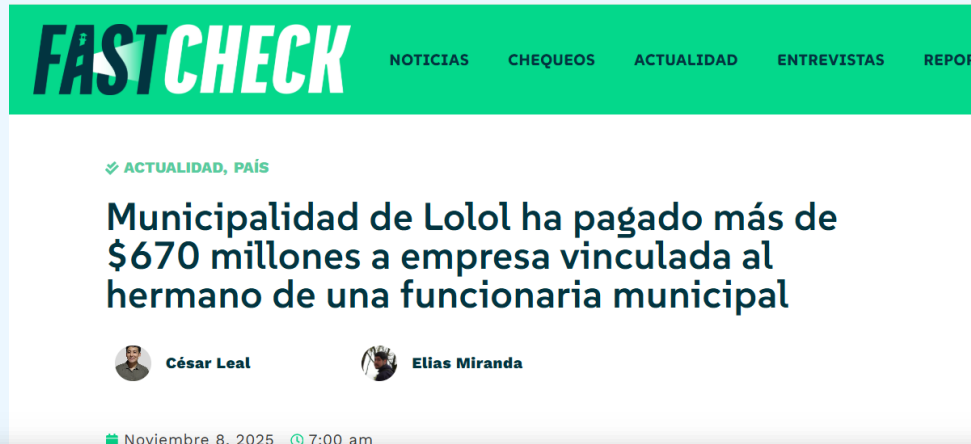 FASTCHECK
NOTICIAS CHEQUEOS ACTUALIDAD ENTREVISTAS REPOR
ACTUALIDAD, PAÍS
Municipalidad de Lolol ha pagado más de
$670 millones a empresa vinculada al
hermano de una funcionaria municipal
César Leal Elias Miranda
Noviembre 8, 2025 7:00 am